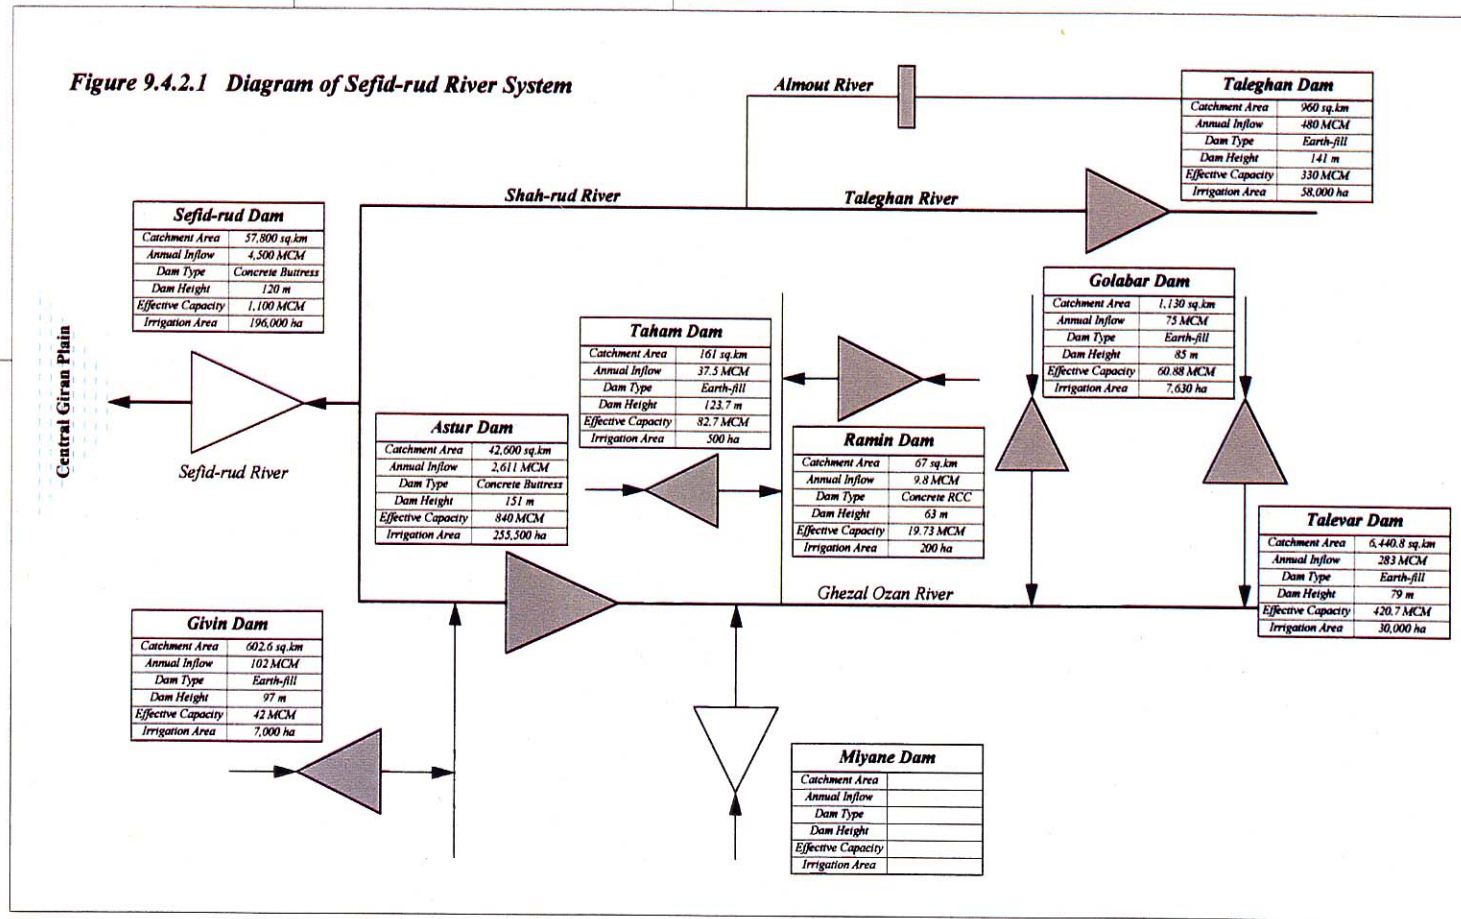 Figure 9.4.2.1 Diagram of Sefid-rud River System
Almout River
Taleghan Dam
Catchment Area 960 sq.km
Annual Inflow 480 MCM
Dam Type Earth-fill
Dam Height 141 m
Effective Capacity 330 MCM
Irrigation Area 58,000 ha
Shah-rud River
Taleghan River
Sefid-rud Dam
Catchment Area 57,800 sq.km
Annual Inflow 4,500 MCM
Dam Type Concrete Buttress
Dam Height 120 m
Effective Capacity 1,100 MCM
Irrigation Area 196,000 ha
Golabar Dam
Catchment Area 1,130 sq.km
Annual Inflow 75 MCM
Dam Type Earth-fill
Dam Height 85 m
Effective Capacity 60.88 MCM
Irrigation Area 7,630 ha
Taham Dam
Catchment Area 161 sq.km
Annual Inflow 37.5 MCM
Dam Type Earth-fill
Dam Height 123.7 m
Effective Capacity 82.7 MCM
Irrigation Area 500 ha
Central Giran Plain
Sefid-rud River
Astur Dam
Catchment Area 42,600 sq.km
Annual Inflow 2,611 MCM
Dam Type Concrete Buttress
Dam Height 151 m
Effective Capacity 840 MCM
Irrigation Area 255,500 ha
Ramin Dam
Catchment Area 67 sq.km
Annual Inflow 9.8 MCM
Dam Type Concrete RCC
Dam Height 63 m
Effective Capacity 19.73 MCM
Irrigation Area 200 ha
Talevar Dam
Catchment Area 6,440.8 sq.km
Annual Inflow 283 MCM
Dam Type Earth-fill
Dam Height 79 m
Effective Capacity 420.7 MCM
Irrigation Area 30,000 ha
Ghezal Ozan River
Givin Dam
Catchment Area 602.6 sq.km
Annual Inflow 102 MCM
Dam Type Earth-fill
Dam Height 97 m
Effective Capacity 42 MCM
Irrigation Area 7,000 ha
Miyane Dam
Catchment Area
Annual Inflow
Dam Type
Dam Height
Effective Capacity
Irrigation Area